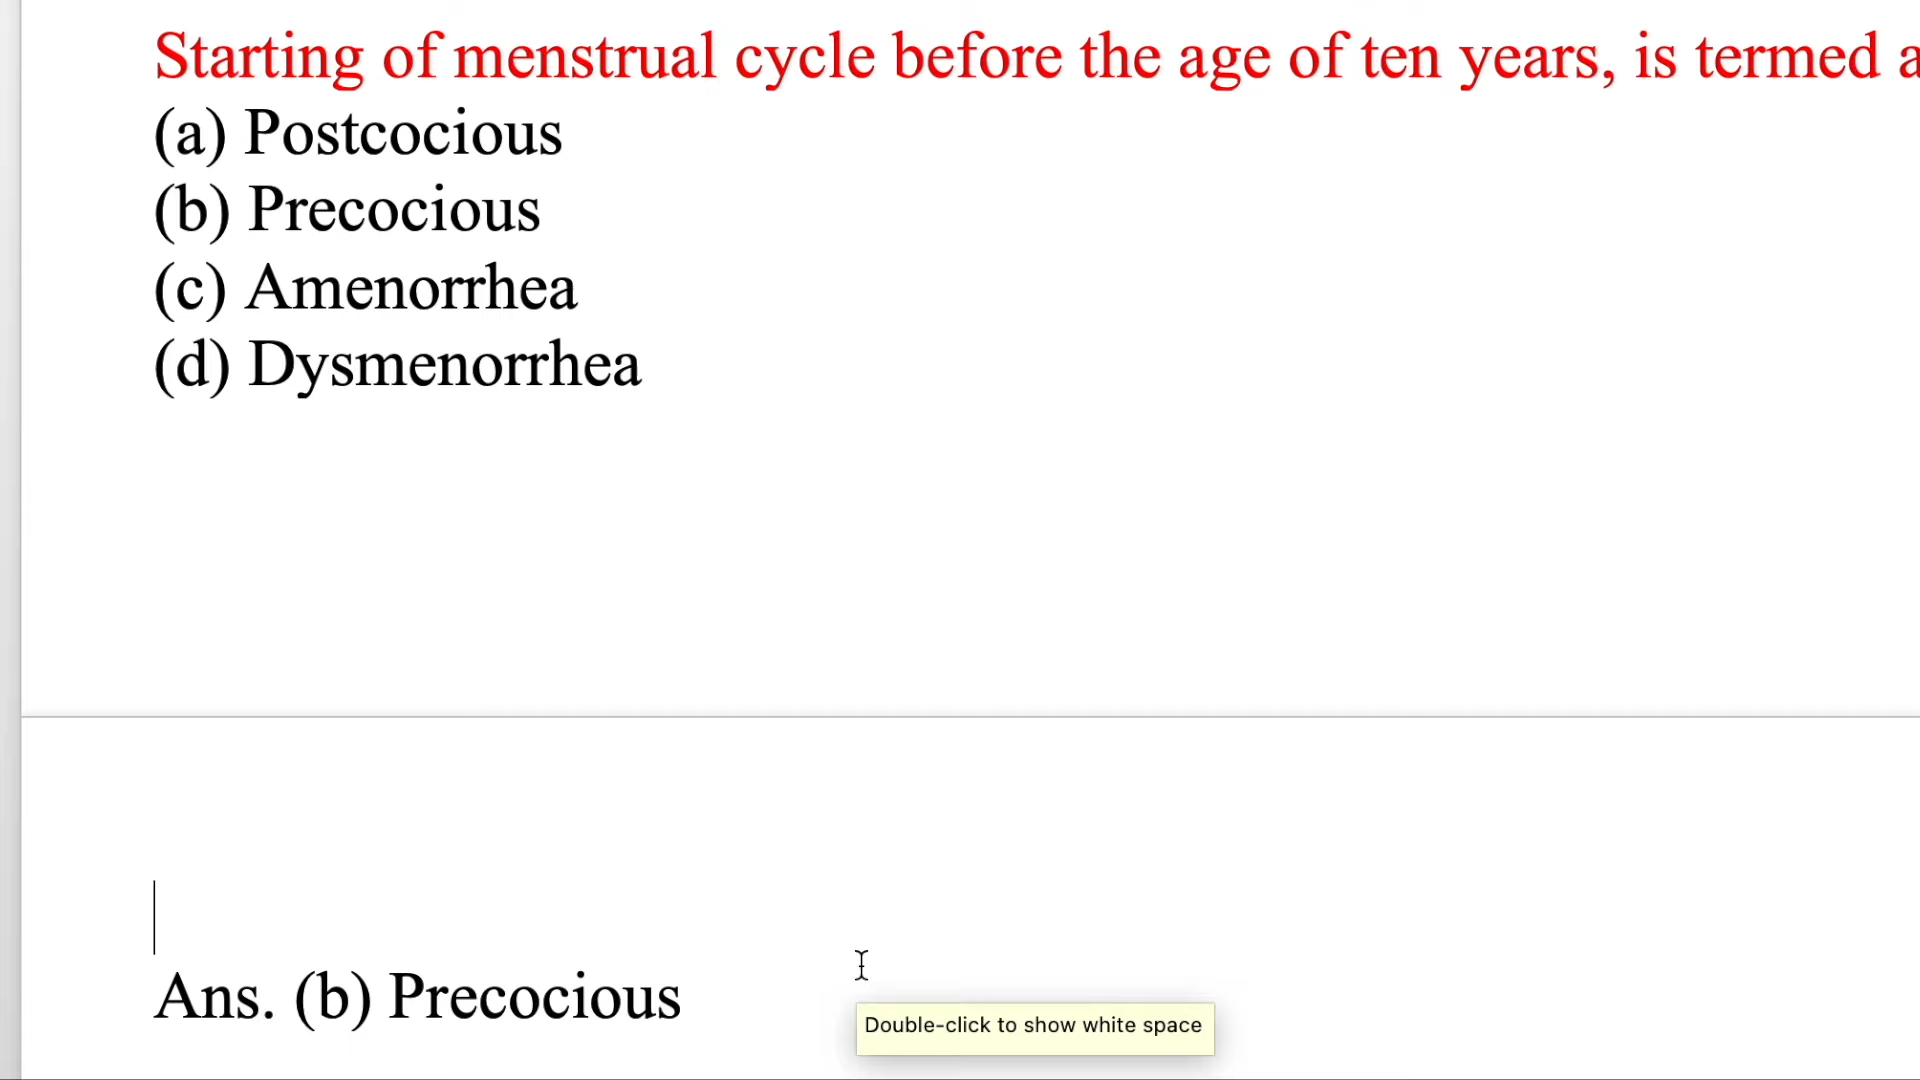 Starting of menstrual cycle before the age of ten years, is termed
(a) Postcocious
(b) Precocious
(c) Amenorrhea
(d) Dysmenorrhea
Ans. (b) Precocious
Double-click to show white space